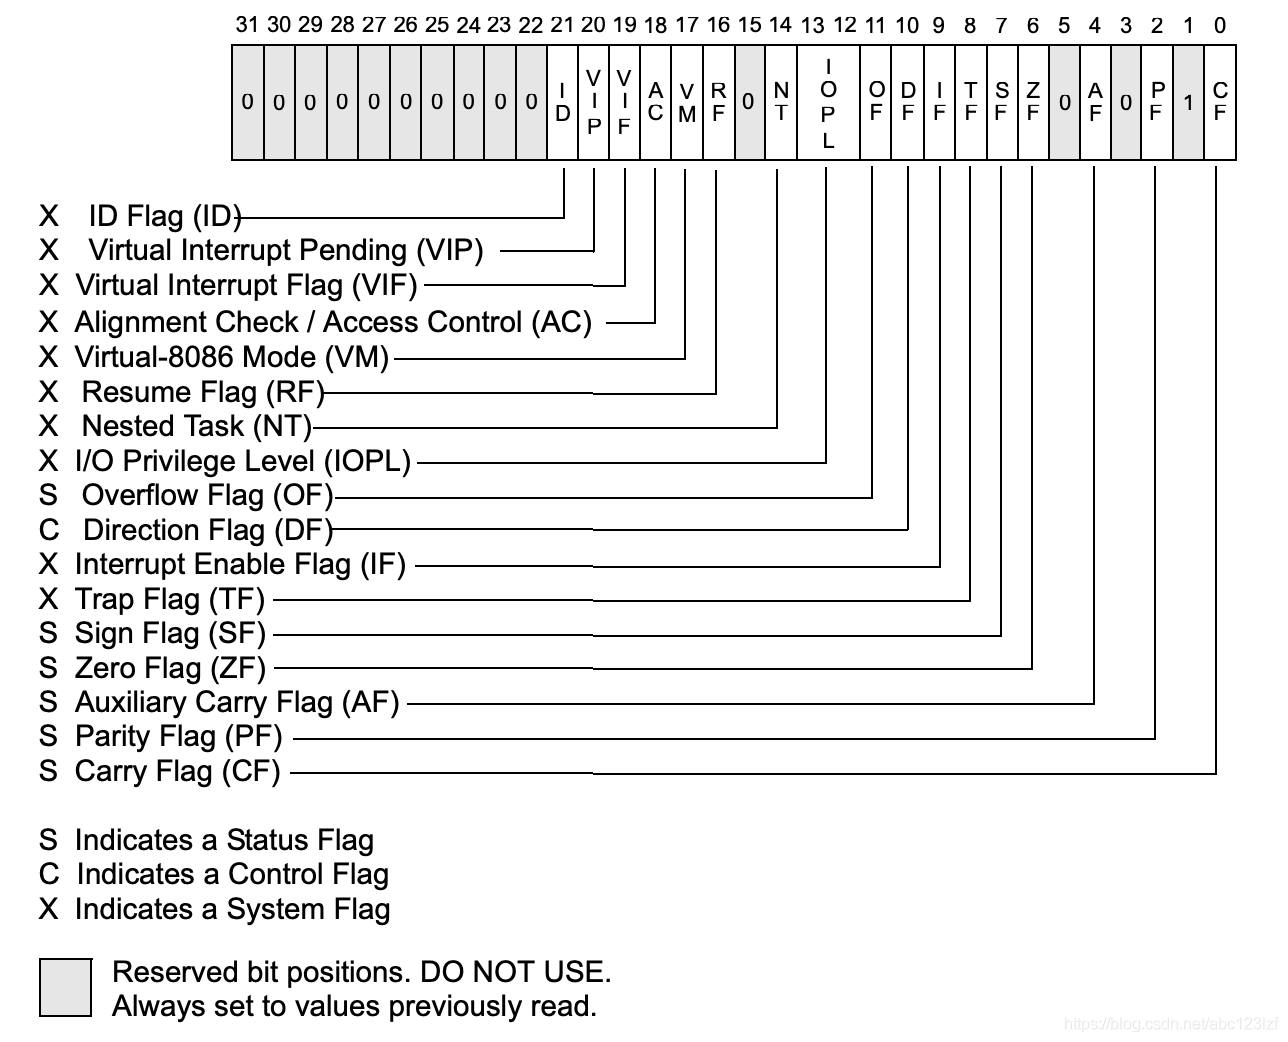 31 30 29 28 27 26 25 24 23 22 21 20 19 18 17 16 15 14 13 12 11 10 9 8 7 6 5 4 3 2 1 0
0 0 0 0 0 0 0 0 0 0 ID VIP VIF AC VM RF 0 NT IOPL OF DF IF TF SF ZF 0 AF 0 PF 1 CF
X ID Flag (ID)
X Virtual Interrupt Pending (VIP)
X Virtual Interrupt Flag (VIF)
X Alignment Check / Access Control (AC)
X Virtual-8086 Mode (VM)
X Resume Flag (RF)
X Nested Task (NT)
X I/O Privilege Level (IOPL)
S Overflow Flag (OF)
C Direction Flag (DF)
X Interrupt Enable Flag (IF)
X Trap Flag (TF)
S Sign Flag (SF)
S Zero Flag (ZF)
S Auxiliary Carry Flag (AF)
S Parity Flag (PF)
S Carry Flag (CF)
S Indicates a Status Flag
C Indicates a Control Flag
X Indicates a System Flag
Reserved bit positions. DO NOT USE.
Always set to values previously read.
https://blog.csdn.net/abc123lzf